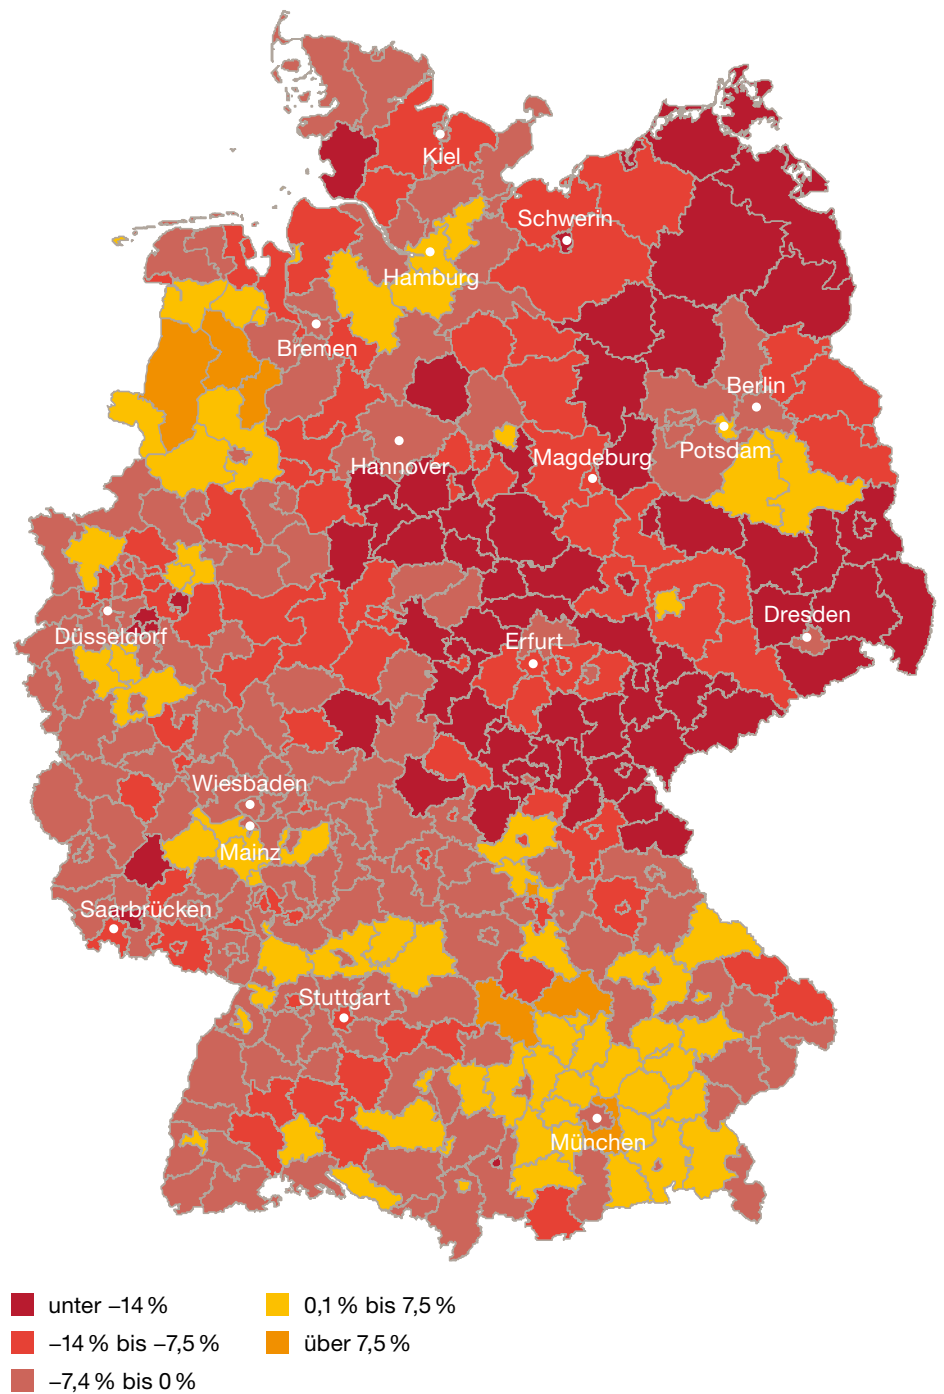 Kiel
Schwerin
Hamburg
Bremen
Berlin
Potsdam
Hannover
Magdeburg
Düsseldorf
Dresden
Erfurt
Wiesbaden
Mainz
Saarbrücken
Stuttgart
München
unter –14 %
–14 % bis –7,5 %
–7,4 % bis 0 %
0,1 % bis 7,5 %
über 7,5 %